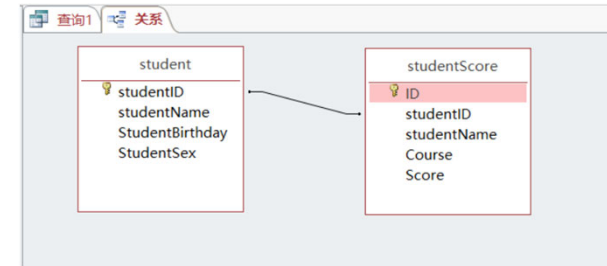 查询1 关系
student
studentID
studentName
StudentBirthday
StudentSex
studentScore
ID
studentID
studentName
Course
Score